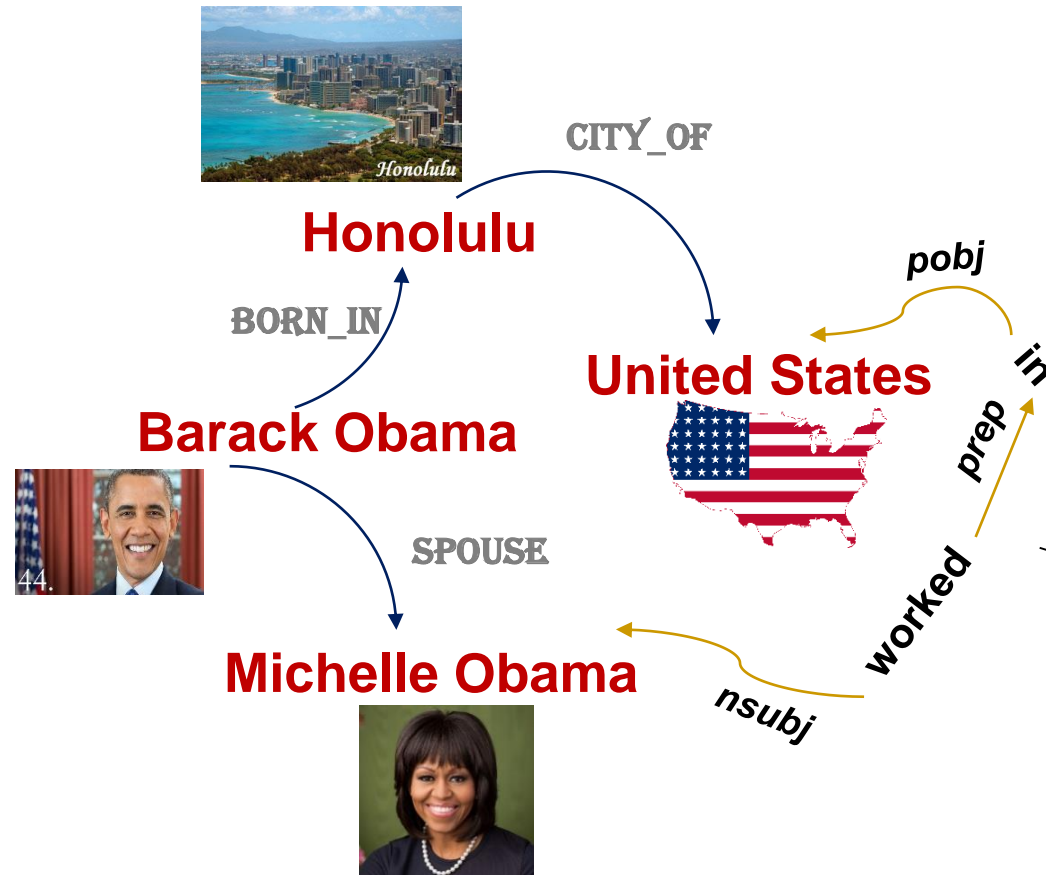 Honolulu
CITY_OF
Honolulu
pobj
BORN_IN
in
United States
prep
Barack Obama
44.
SPOUSE
worked
Michelle Obama
nsubj